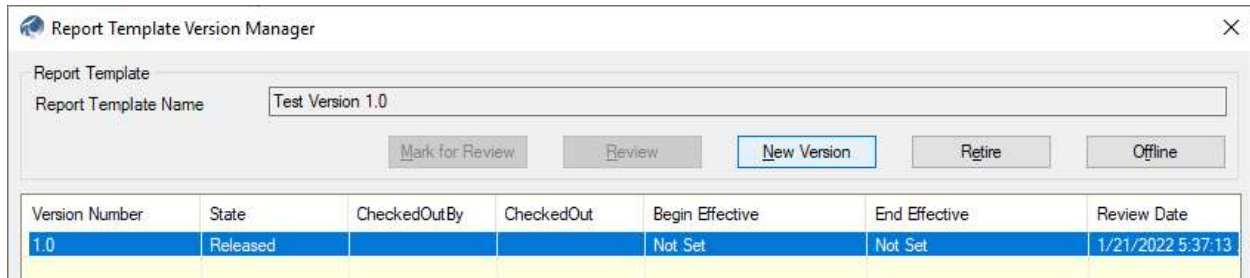 Report Template Version Manager
Report Template
Report Template Name Test Version 1.0
Mark for Review Review New Version Retire Offline
Version Number State CheckedOutBy CheckedOut Begin Effective End Effective Review Date
1.0 Released Not Set Not Set 1/21/2022 5:37:13